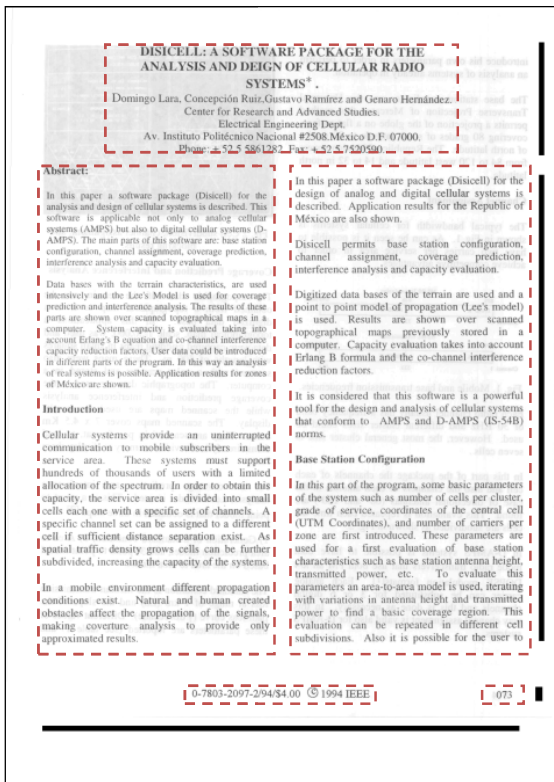 DISICELL: A SOFTWARE PACKAGE FOR THE
ANALYSIS AND DEIGN OF CELLULAR RADIO
SYSTEMS* .
Domingo Lara, Concepción Ruiz,Gustavo Ramírez and Genaro Hernández.
Center for Research and Advanced Studies.
Electrical Engineering Dept.
Av. Instituto Politécnico Nacional #2508.México D.F. 07000.
Phone: + 52 5 5861282, Fax: + 52 5 7520590
Abstract:
In this paper a software package (Disicell) for the
analysis and design of cellular systems is described. This
software is applicable not only to analog cellular
systems (AMPS) but also to digital cellular systems (D-
AMPS). The main parts of this software are: base station
configuration, channel assignment, coverage prediction,
interference analysis and capacity evaluation.
Data bases with the terrain characteristics, are used
intensively and the Lee's Model is used for coverage
prediction and interference analysis. The results of these
parts are shown over scanned topographical maps in a
computer. System capacity is evaluated taking into
account Erlang's B equation and co-channel interference
capacity reduction factors. User data could be introduced
in different parts of the program. In this way an analysis
of real systems is possible. Application results for zones
of México are shown.
Introduction
Cellular systems provide an uninterrupted
communication to mobile subscribers in the
service area. These systems must support
hundreds of thousands of users with a limited
allocation of the spectrum. In order to obtain this
capacity, the service area is divided into small
cells each one with a specific set of channels. A
specific channel set can be assigned to a different
cell if sufficient distance separation exist. As
spatial traffic density grows cells can be further
subdivided, increasing the capacity of the systems.
In a mobile environment different propagation
conditions exist. Natural and human created
obstacles affect the propagation of the signals,
making coverture analysis to provide only
approximated results.
In this paper a software package (Disicell) for the
design of analog and digital cellular systems is
described. Application results for the Republic of
México are also shown.
Disicell permits base station configuration,
channel assignment, coverage prediction,
interference analysis and capacity evaluation.
Digitized data bases of the terrain are used and a
point to point model of propagation (Lee's model)
is used. Results are shown over scanned
topographical maps previously stored in a
computer. Capacity evaluation takes into account
Erlang B formula and the co-channel interference
reduction factors.
It is considered that this software is a powerful
tool for the design and analysis of cellular systems
that conform to AMPS and D-AMPS (IS-54B)
norms.
Base Station Configuration
In this part of the program, some basic parameters
of the system such as number of cells per cluster,
grade of service, coordinates of the central cell
(UTM Coordinates), and number of carriers per
zone are first introduced. These parameters are
used for a first evaluation of base station
characteristics such as base station antenna height,
transmitted power, etc. To evaluate this
parameters an area-to-area model is used, iterating
with variations in antenna height and transmitted
power to find a basic coverage region. This
evaluation can be repeated in different cell
subdivisions. Also it is possible for the user to
0-7803-2097-2/94/$4.00 © 1994 IEEE
073